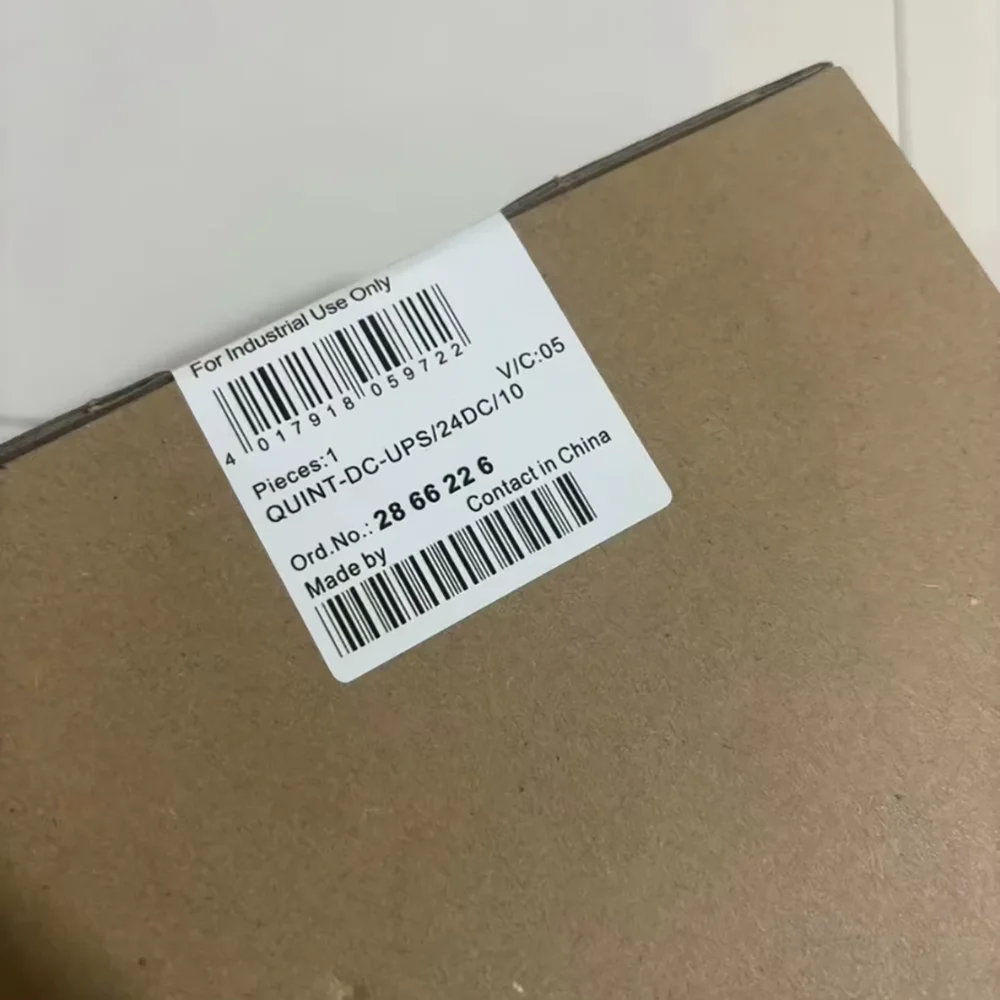 For Industrial Use Only
4 017918 059722
Pieces:1 V/C:05
QUINT-DC-UPS/24DC/10
Ord.No.: 28 66 22 6
Made by Contact in China